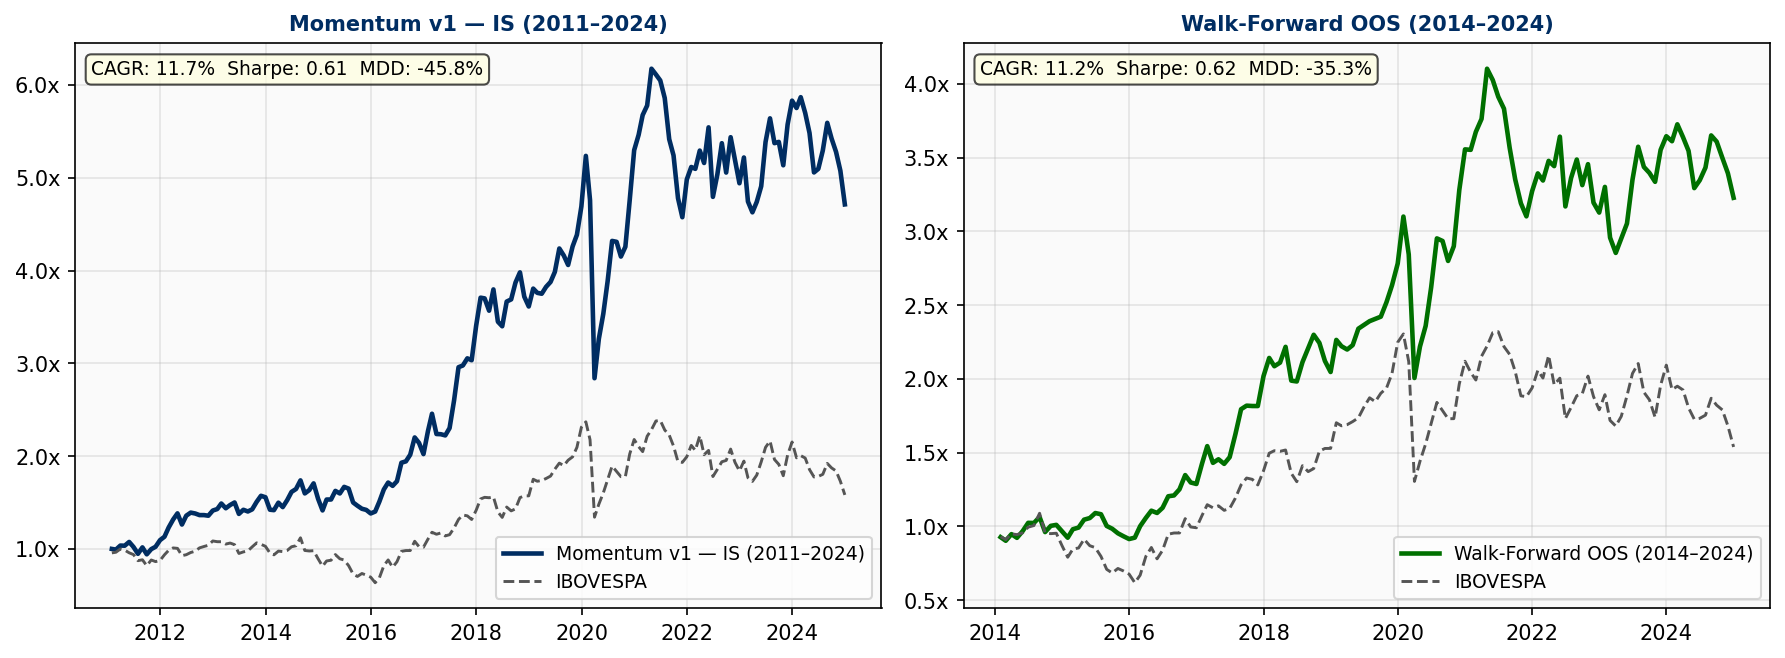 Momentum v1 — IS (2011–2024)
CAGR: 11.7%  Sharpe: 0.61  MDD: -45.8%
6.0x
5.0x
4.0x
3.0x
2.0x
1.0x
Momentum v1 — IS (2011–2024)
IBOVESPA
2012 2014 2016 2018 2020 2022 2024
Walk-Forward OOS (2014–2024)
CAGR: 11.2%  Sharpe: 0.62  MDD: -35.3%
4.0x
3.5x
3.0x
2.5x
2.0x
1.5x
1.0x
0.5x
Walk-Forward OOS (2014–2024)
IBOVESPA
2014 2016 2018 2020 2022 2024